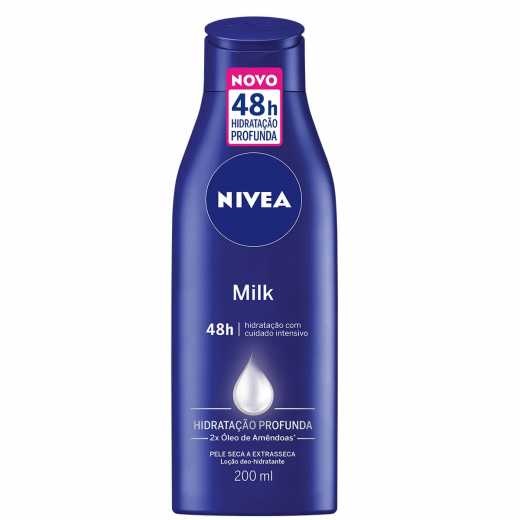 NOVO
48h
HIDRATAÇÃO
PROFUNDA
NIVEA
Milk
48h | hidratação com
cuidado intensivo
HIDRATAÇÃO PROFUNDA
2x Óleo de Amêndoas*
PELE SECA A EXTRASSECA
Loção deo-hidratante
200 ml